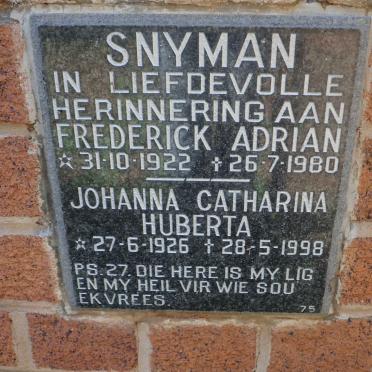 SNYMAN
IN LIEFDEVOLLE
HERINNERING AAN
FREDERICK ADRIAN
☆31-10-1922 ✝26-7-1980
JOHANNA CATHARINA
HUBERTA
☆27-6-1926 ✝28-5-1998
PS. 27. DIE HERE IS MY LIG
EN MY HEIL VIR WIE SOU
EK VREES.
75